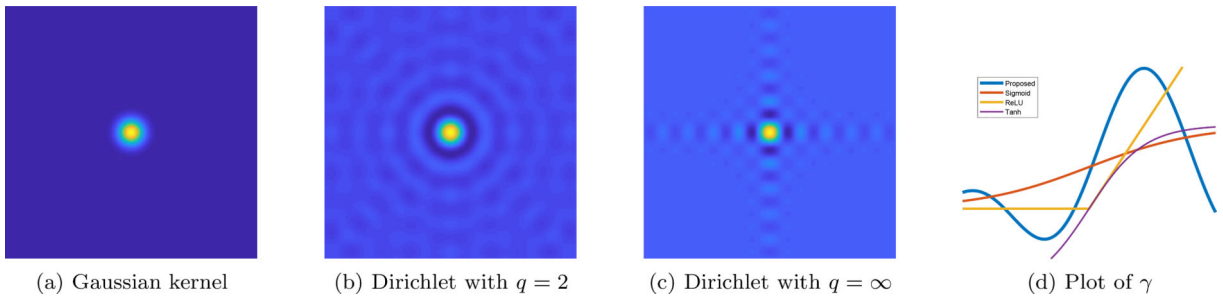 Proposed
Sigmoid
ReLU
Tanh
(a) Gaussian kernel
(b) Dirichlet with q = 2
(c) Dirichlet with q = ∞
(d) Plot of γ